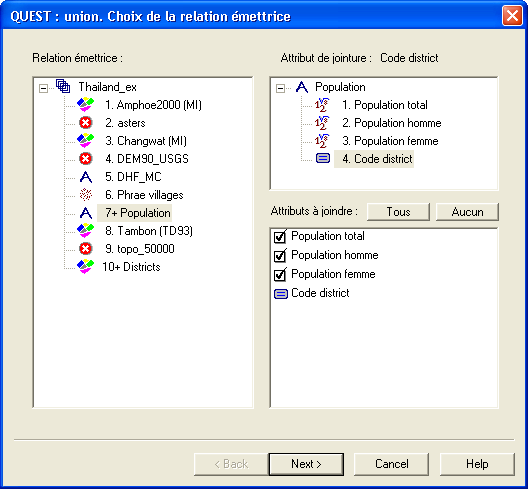 QUEST : union. Choix de la relation émettrice
Relation émettrice :
Thailand_ex
1. Amphoe2000 (MI)
2. asters
3. Changwat (MI)
4. DEM90_USGS
5. DHF_MC
6. Phrae villages
7+ Population
8. Tambon (TD93)
9. topo_50000
10+ Districts
Attribut de jointure : Code district
Population
1. Population total
2. Population homme
3. Population femme
4. Code district
Attributs à joindre :
Tous
Aucun
Population total
Population homme
Population femme
Code district
< Back
Next >
Cancel
Help